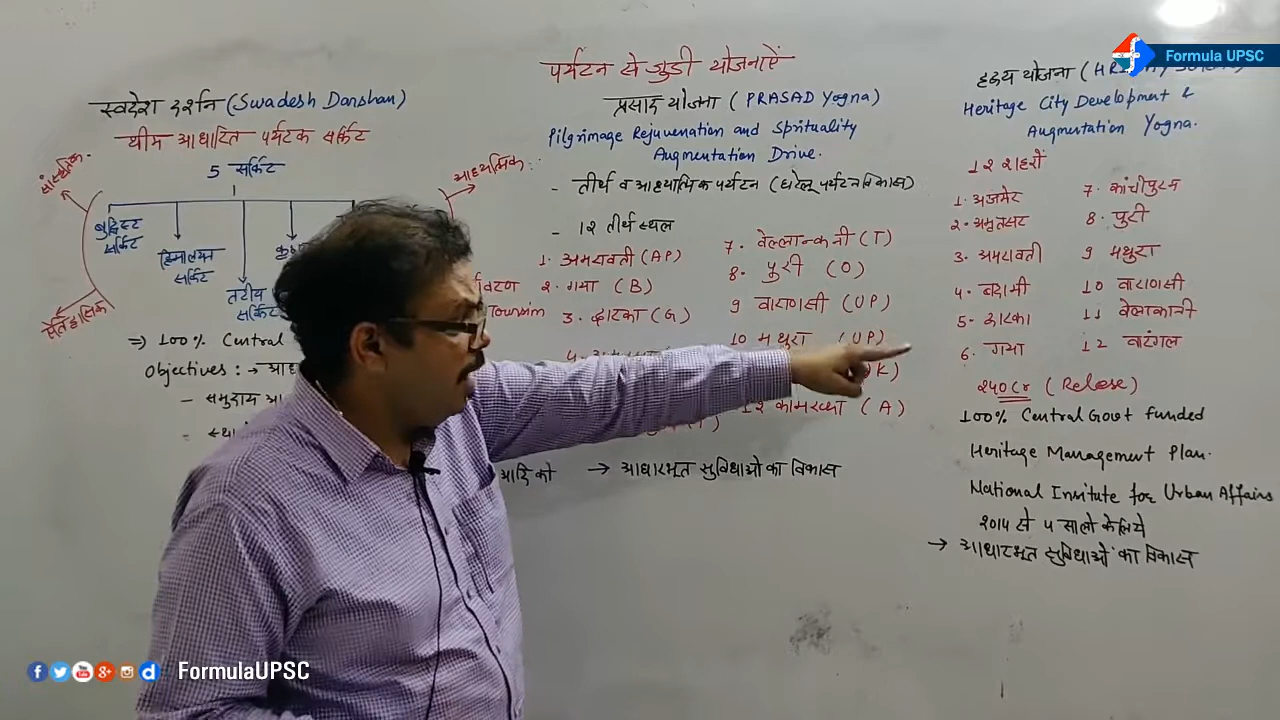 Formula UPSC
पर्यटन से जुडी योजनाऐं
स्वदेश दर्शन (Swadesh Darshan)
थीम आधारित पर्यटक सर्किट
5 सर्किट
सांस्कृतिक
आध्यात्मिक
ऐतिहासिक
बुद्धिस्ट
सर्किट
हिमालयन
सर्किट
तटीय
सर्किट
Tourism
⇒ 100% Central
Objectives :→
- समुदाय
आदि को
प्रसाद योजना (PRASAD Yogna)
Pilgrimage Rejuvenation and Sprituality
Augmentation Drive.
- तीर्थ व आध्यात्मिक पर्यटन (घरेलू पर्यटन विकास)
- 12 तीर्थ स्थल
1. अमरावती (AP)
2. गया (B)
3. द्वारका (G)
7. वेल्लान्कनी (T)
8. पुरी (O)
9 वाराणसी (UP)
10 मथुरा (UP)
12 कामख्या (A)
→ आधारभूत सुविधाओ का विकास
हृदय योजना
Heritage City Development &
Augmentation Yogna.
12 शहरों
1. अजमेर
2. अमृतसर
3. अमरावती
4. बदामी
5. द्वारका
6. गया
7. कांचीपुरम
8. पुरी
9 मथुरा
10 वाराणसी
11 वेलाकानी
12 वारंगल
240 Cr (Relese)
100% Central Govt funded
Heritage Management Plan.
National Institute for Urban Affairs
2014 से 4 सालो के लिये
→ आधारभूत सुविधाओं का विकास
FormulaUPSC